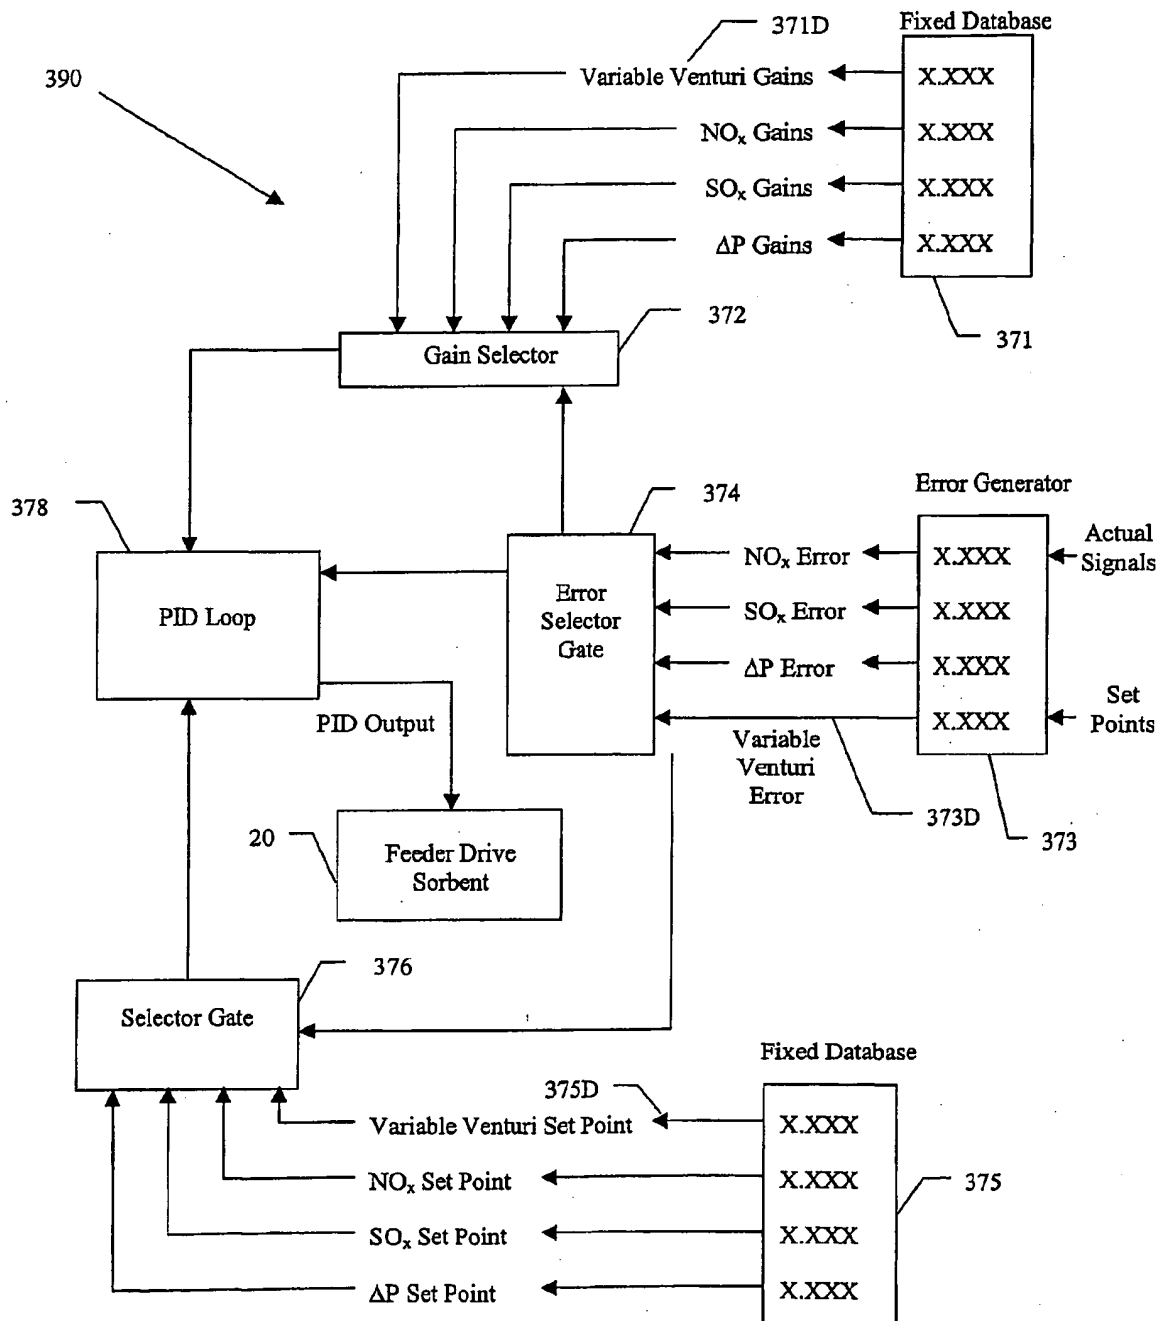 371D
Fixed Database
390
Variable Venturi Gains
X.XXX
NOx Gains
X.XXX
SOx Gains
X.XXX
ΔP Gains
X.XXX
372
371
Gain Selector
378
374
Error Generator
PID Loop
Error
Selector
Gate
NOx Error
X.XXX
Actual
Signals
SOx Error
X.XXX
ΔP Error
X.XXX
Variable
Venturi
Error
X.XXX
Set
Points
PID Output
373D
373
20
Feeder Drive
Sorbent
376
Selector Gate
Fixed Database
375D
Variable Venturi Set Point
X.XXX
NOx Set Point
X.XXX
375
SOx Set Point
X.XXX
ΔP Set Point
X.XXX